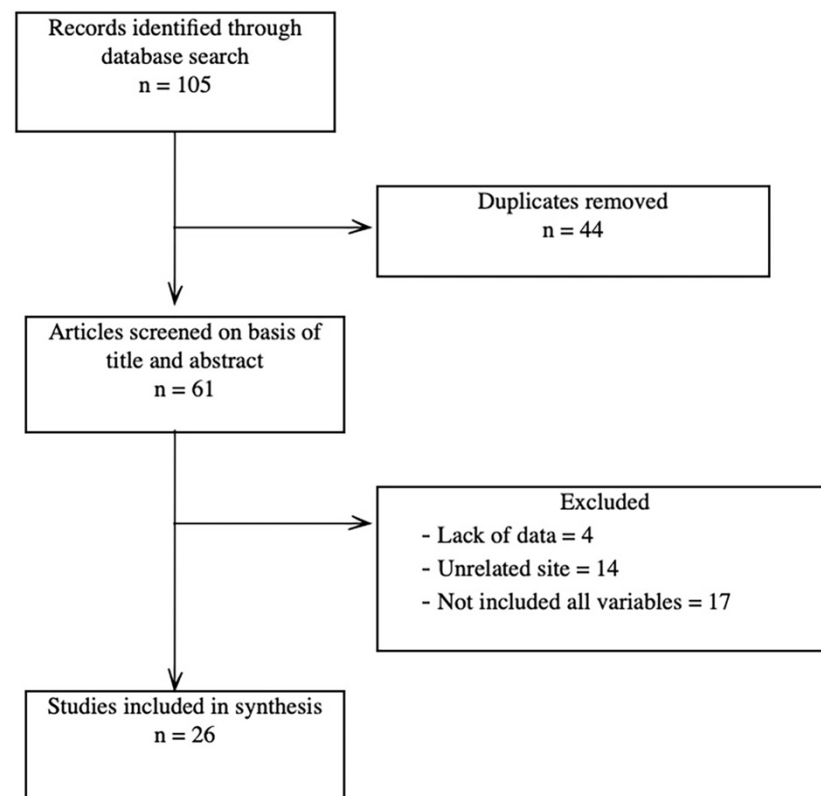 Records identified through
database search
n = 105
Duplicates removed
n = 44
Articles screened on basis of
title and abstract
n = 61
Excluded
- Lack of data = 4
- Unrelated site = 14
- Not included all variables = 17
Studies included in synthesis
n = 26